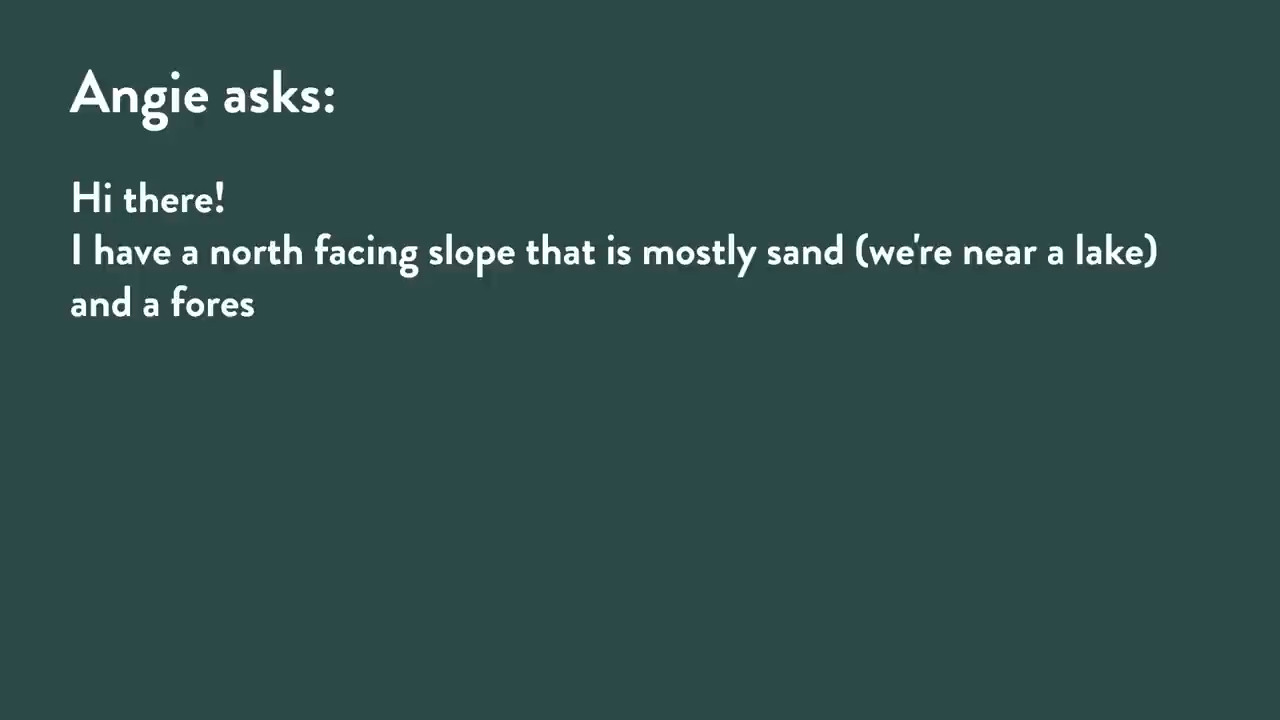 Angie asks:
Hi there!
I have a north facing slope that is mostly sand (we're near a lake)
and a fores